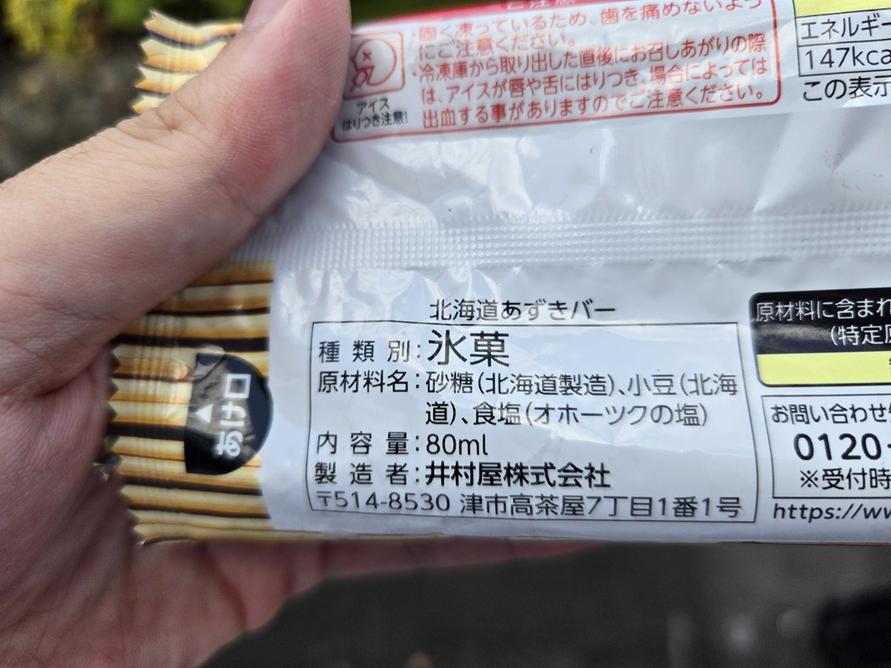 ご注意
・固く凍っているため、歯を痛めないよう
にご注意ください。
・冷凍庫から取り出した直後にお召しあがりの際
は、アイスが唇や舌にはりつき、場合によっては
出血する事がありますのでご注意ください。
アイス
はりつき注意!
エネルギー
147kca
この表示
北海道あずきバー
種類別:氷菓
原材料名:砂糖(北海道製造)、小豆(北海
道)、食塩(オホーツクの塩)
内容量:80ml
製造者:井村屋株式会社
〒514-8530 津市高茶屋7丁目1番1号
あけ口
原材料に含まれ
(特定原
お問い合わせ
0120-
※受付時
https://ww